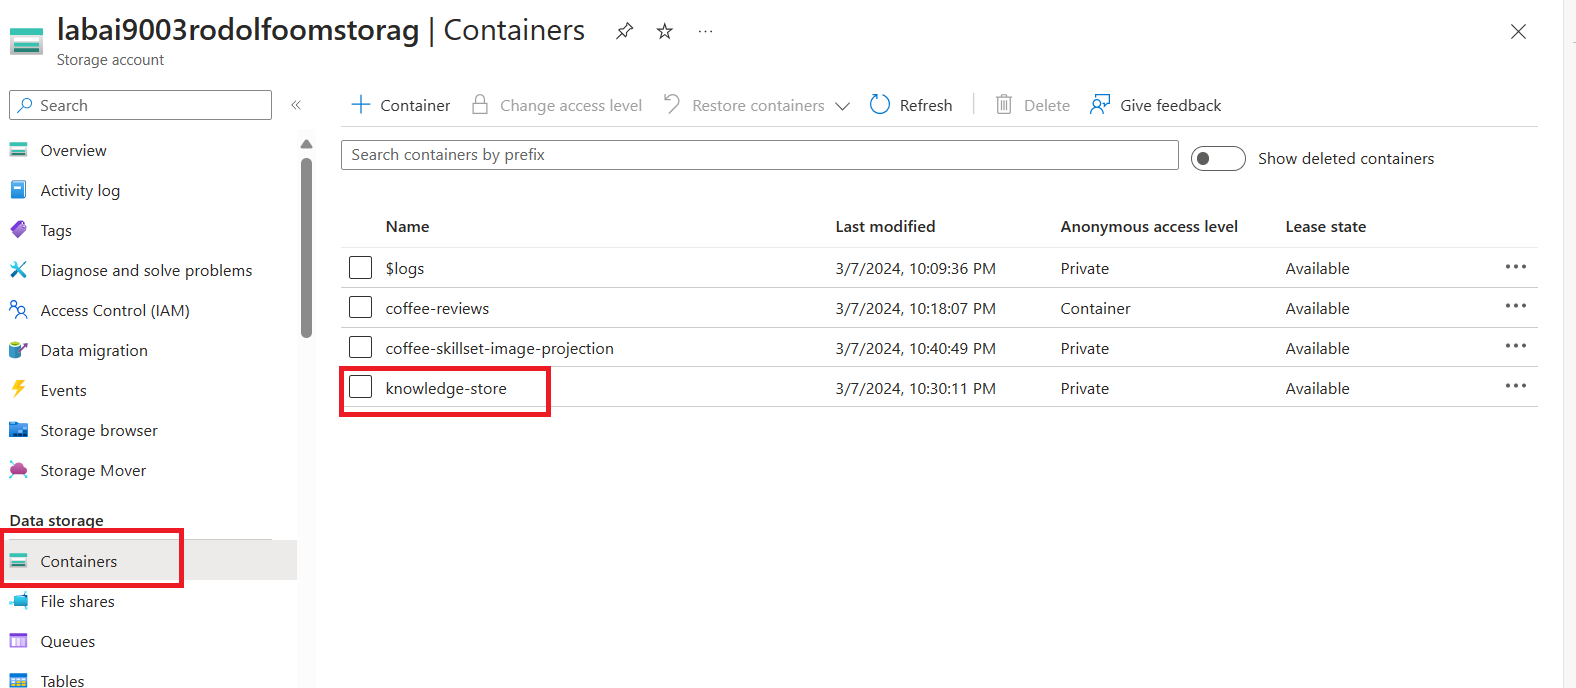 labai9003rodolfoomstorag | Containers
Storage account
Search
Container
Change access level
Restore containers
Refresh
Delete
Give feedback
Overview
Activity log
Tags
Diagnose and solve problems
Access Control (IAM)
Data migration
Events
Storage browser
Storage Mover
Data storage
Containers
File shares
Queues
Tables
Search containers by prefix
Show deleted containers
Name Last modified Anonymous access level Lease state
$logs 3/7/2024, 10:09:36 PM Private Available
coffee-reviews 3/7/2024, 10:18:07 PM Container Available
coffee-skillset-image-projection 3/7/2024, 10:40:49 PM Private Available
knowledge-store 3/7/2024, 10:30:11 PM Private Available